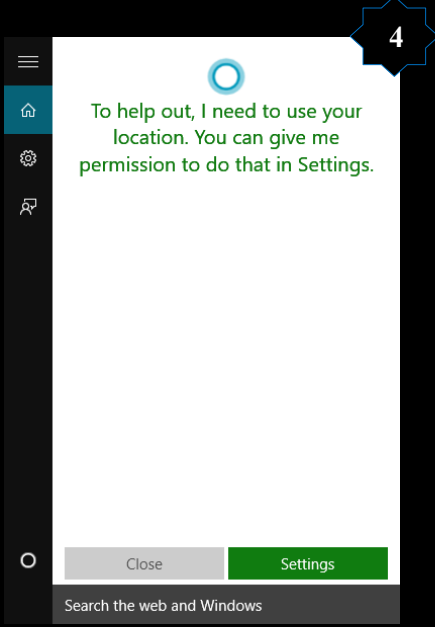 4
To help out, I need to use your
location. You can give me
permission to do that in Settings.
Close
Settings
Search the web and Windows